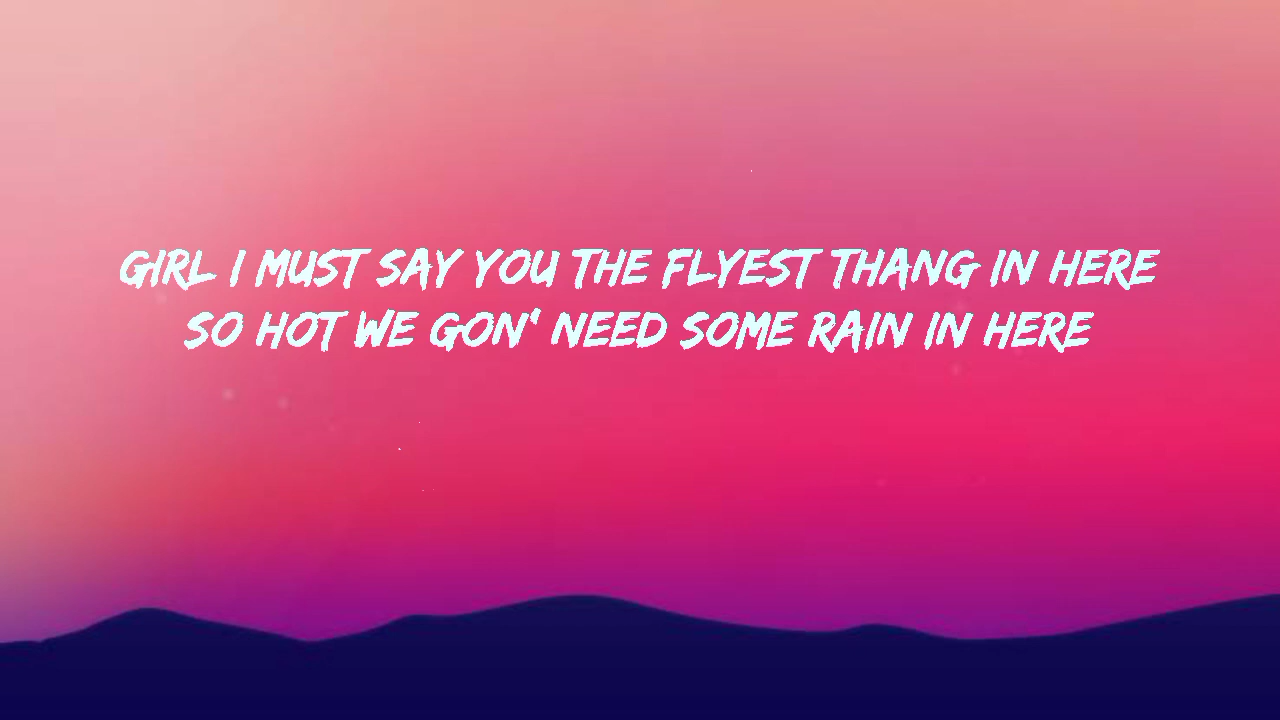 GIRL I MUST SAY YOU THE FLYEST THANG IN HERE
SO HOT WE GON' NEED SOME RAIN IN HERE